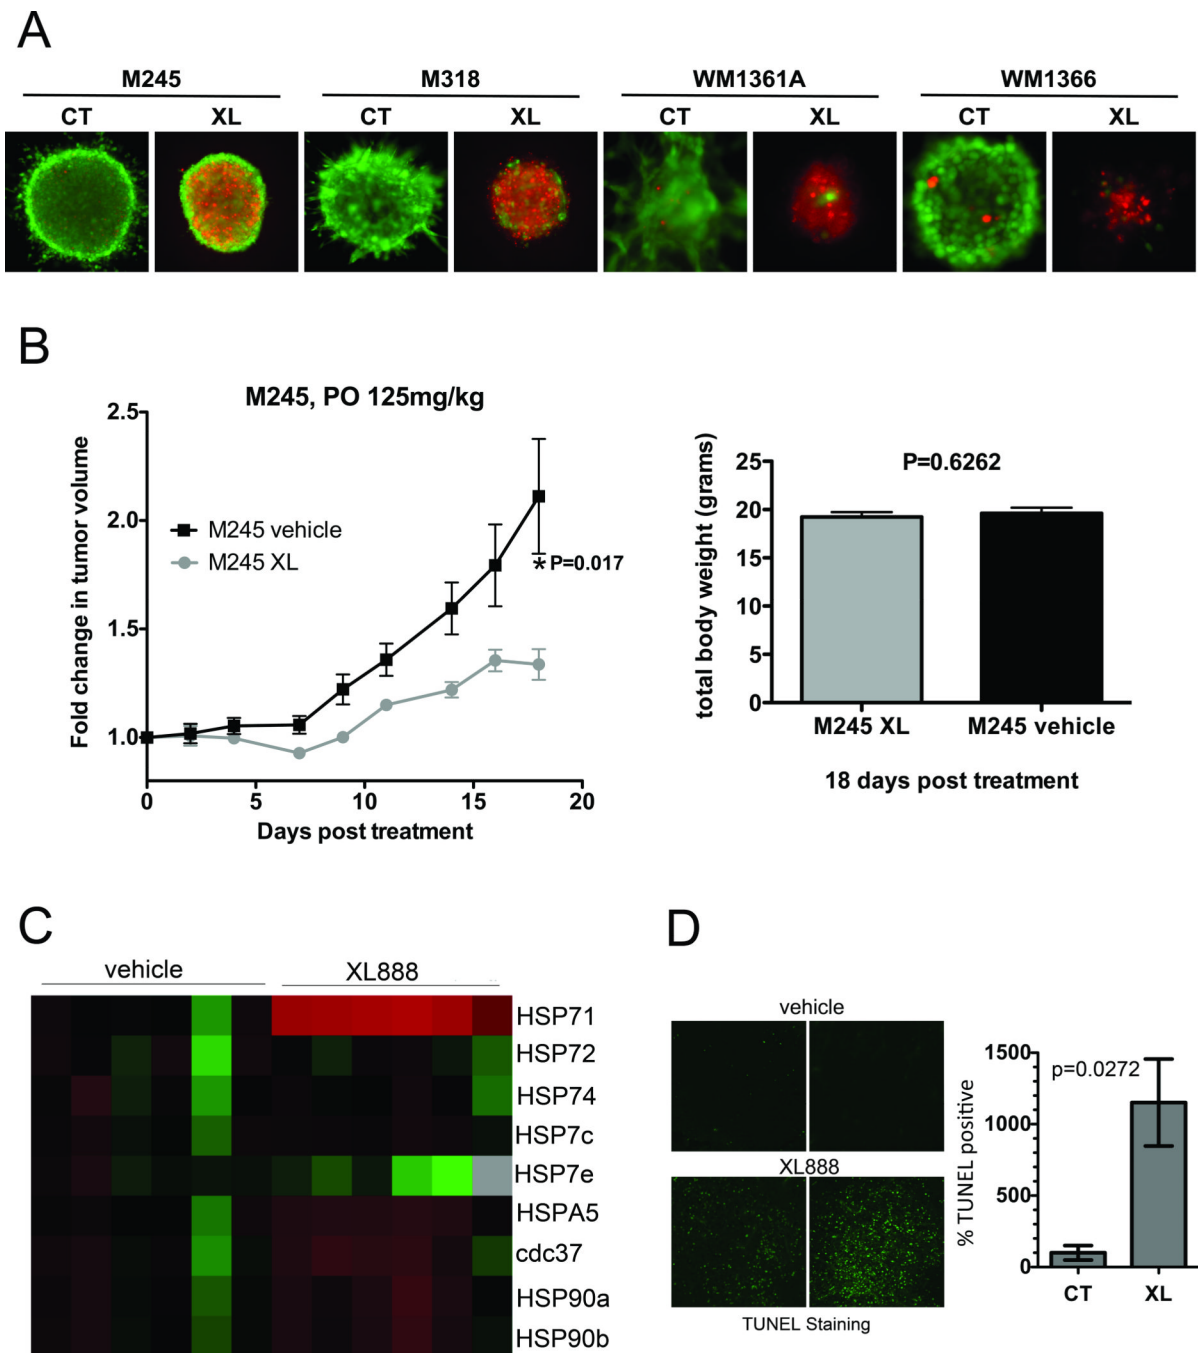 A
M245 M318 WM1361A WM1366
CT XL CT XL CT XL CT XL
B
M245, PO 125mg/kg
Fold change in tumor volume
2.5
2.0
1.5
1.0
M245 vehicle
M245 XL
* P=0.017
0 5 10 15 20
Days post treatment
total body weight (grams)
P=0.6262
25
20
15
10
5
0
M245 XL M245 vehicle
18 days post treatment
C
vehicle XL888
HSP71
HSP72
HSP74
HSP7c
HSP7e
HSPA5
cdc37
HSP90a
HSP90b
D
vehicle
XL888
TUNEL Staining
% TUNEL positive
p=0.0272
1500
1000
500
0
CT XL